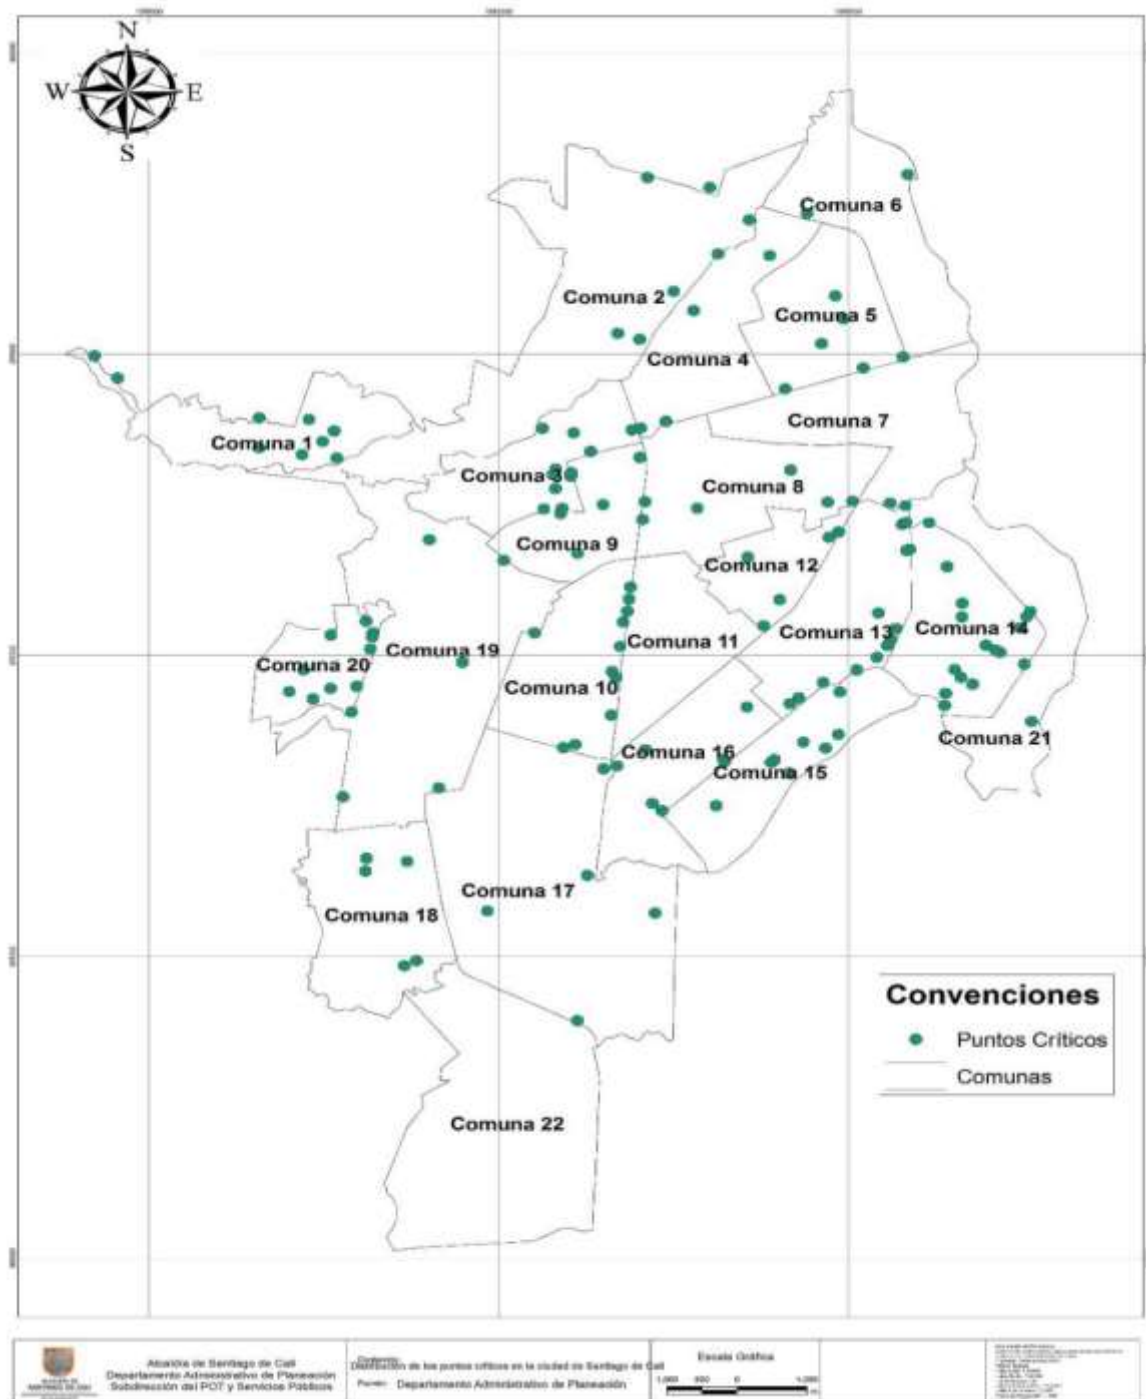 N
W
E
S
Comuna 6
Comuna 2
Comuna 5
Comuna 4
Comuna 7
Comuna 1
Comuna 3
Comuna 8
Comuna 9
Comuna 12
Comuna 13
Comuna 14
Comuna 11
Comuna 19
Comuna 20
Comuna 10
Comuna 21
Comuna 16
Comuna 15
Comuna 17
Comuna 18
Convenciones
Puntos Críticos
Comunas
Comuna 22
Alcaldía de Santiago de Cali
Departamento Administrativo de Planeación
Subdirección del POT y Servicios Públicos
Distribución de los puntos críticos en la ciudad de Santiago de Cali
Fuente: Departamento Administrativo de Planeación
Escala Gráfica